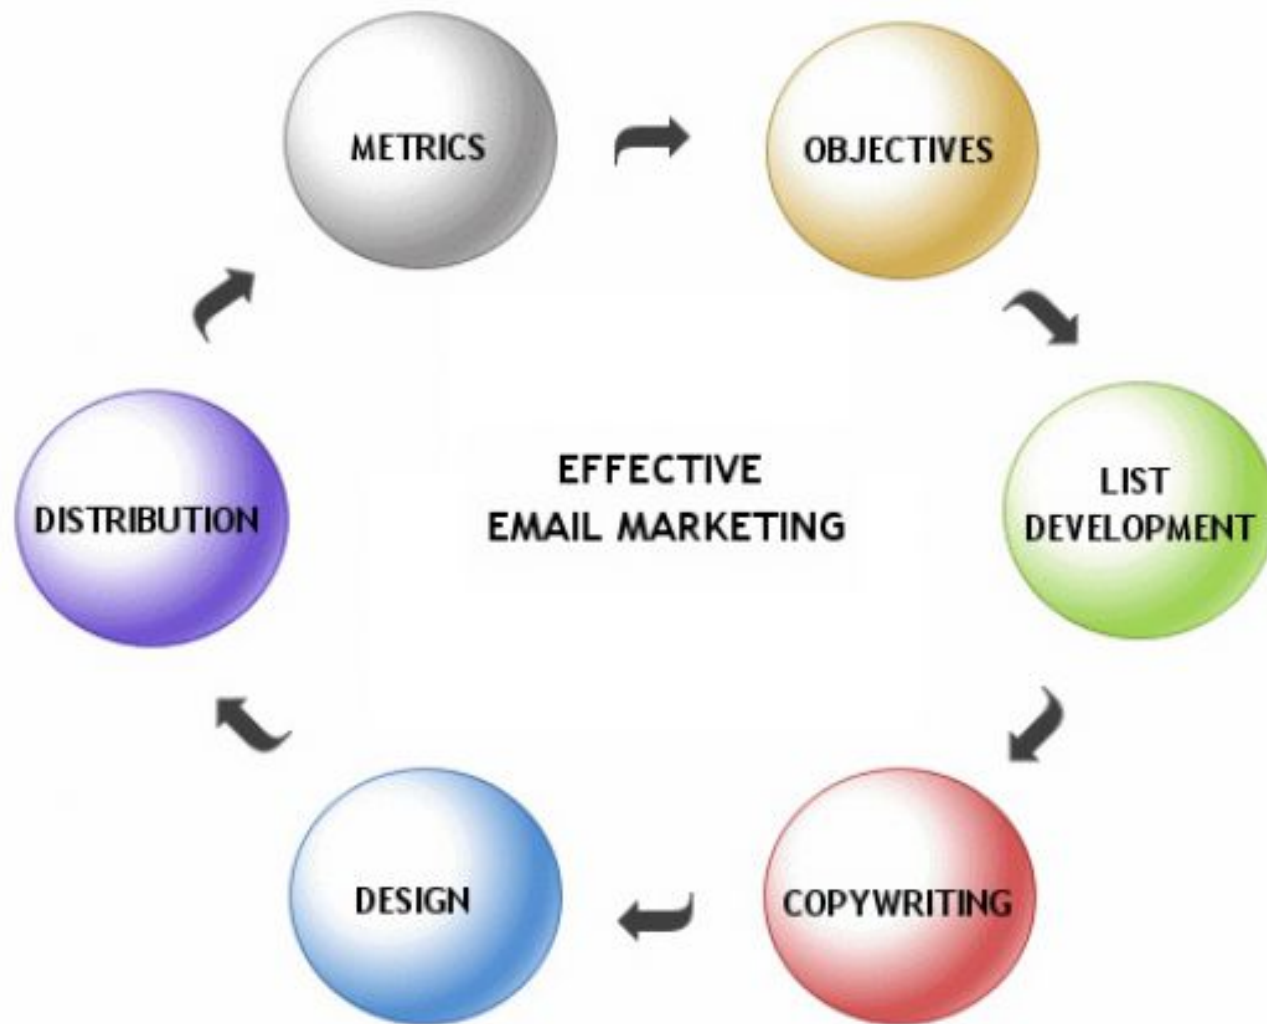 METRICS
OBJECTIVES
EFFECTIVE
EMAIL MARKETING
LIST
DEVELOPMENT
DISTRIBUTION
DESIGN
COPYWRITING